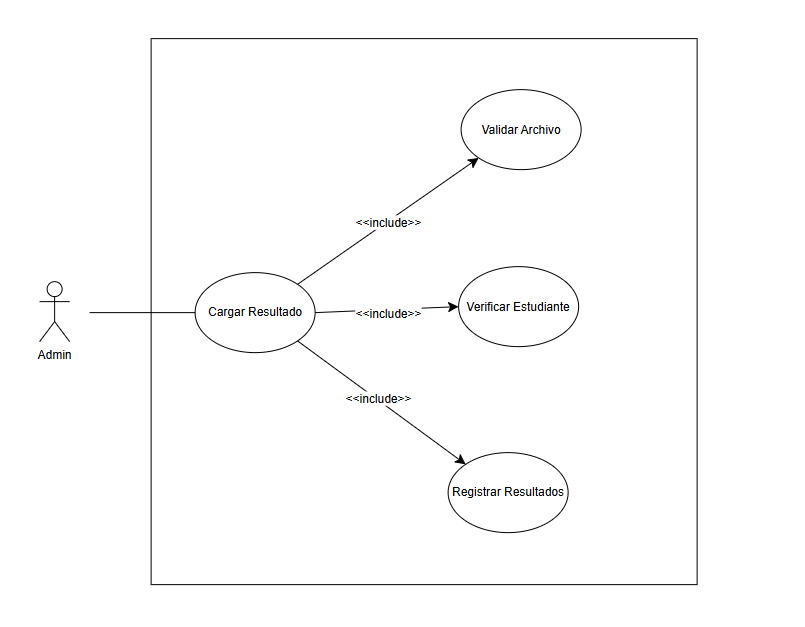 Validar Archivo
<<include>>
Verificar Estudiante
Cargar Resultado
<<include>>
Admin
<<include>>
Registrar Resultados